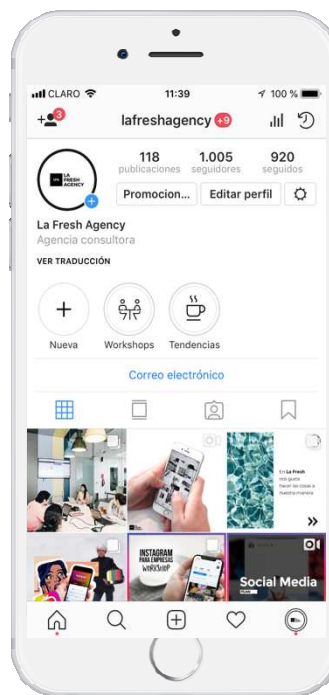 CLARO 11:39 100 %
3
lafreshagency +9
LA
FRESH
AGENCY
118 1.005 920
publicaciones seguidores seguidos
Promocion... Editar perfil
La Fresh Agency
Agencia consultora
VER TRADUCCIÓN
Nueva Workshops Tendencias
Correo electrónico
En La Fresh
nos gusta
hacer las cosas a
nuestra manera
INSTAGRAM
PARA EMPRESAS
WORKSHOP
Social Media
PLAN